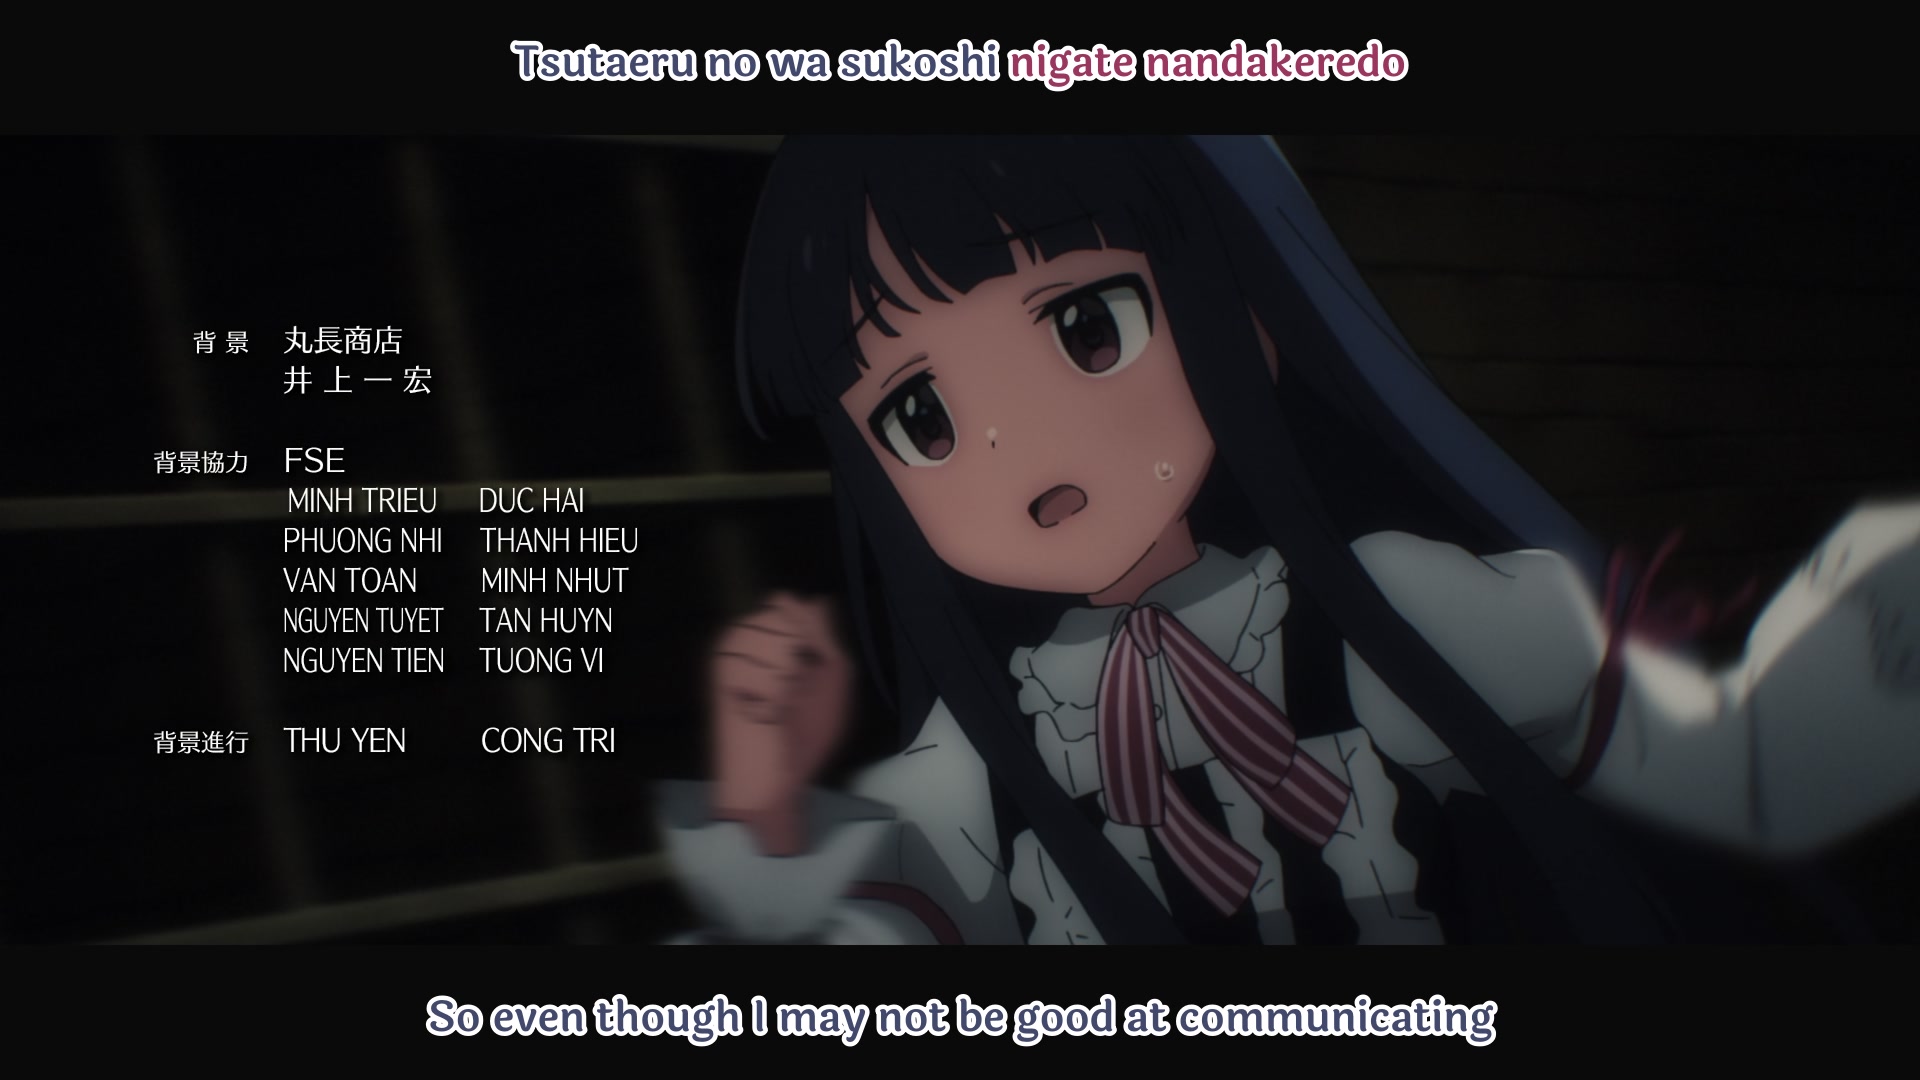 Tsutaeru no wa sukoshi nigate nandakeredo
背景 丸長商店
井上一宏
背景協力 FSE
MINH TRIEU DUC HAI
PHUONG NHI THANH HIEU
VAN TOAN MINH NHUT
NGUYEN TUYET TAN HUYN
NGUYEN TIEN TUONG VI
背景進行 THU YEN CONG TRI
So even though I may not be good at communicating